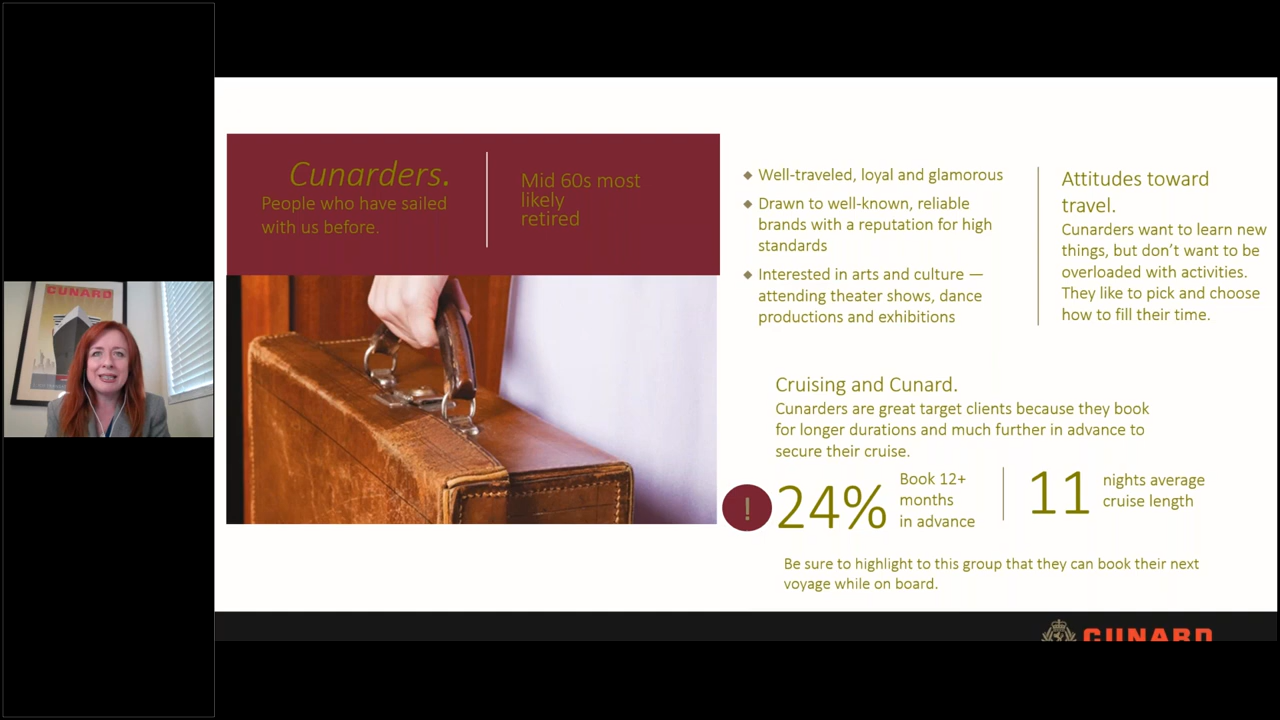 CUNARD
Cunarders.
People who have sailed
with us before.
Mid 60s most
likely
retired
Well-traveled, loyal and glamorous
Drawn to well-known, reliable
brands with a reputation for high
standards
Interested in arts and culture —
attending theater shows, dance
productions and exhibitions
Attitudes toward
travel.
Cunarders want to learn new
things, but don’t want to be
overloaded with activities.
They like to pick and choose
how to fill their time.
Cruising and Cunard.
Cunarders are great target clients because they book
for longer durations and much further in advance to
secure their cruise.
!
24%
Book 12+
months
in advance
11
nights average
cruise length
Be sure to highlight to this group that they can book their next
voyage while on board.
CUNARD